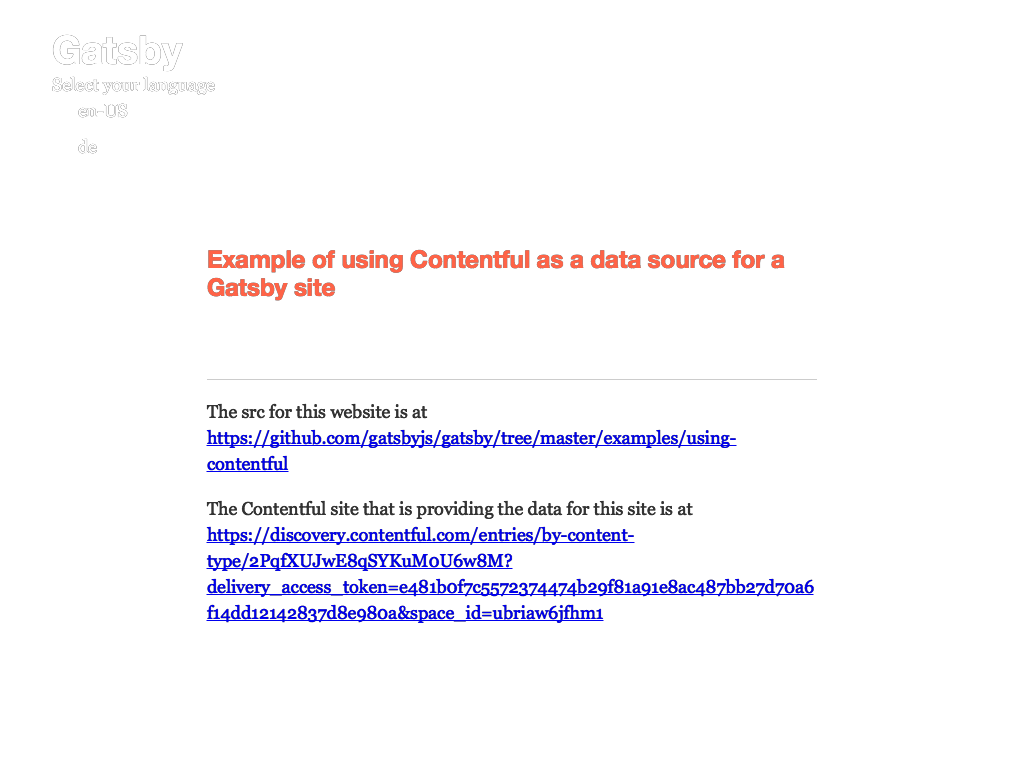 Gatsby
Select your language
en-US
de
Example of using Contentful as a data source for a
Gatsby site
The src for this website is at
https://github.com/gatsbyjs/gatsby/tree/master/examples/using-
contentful
The Contentful site that is providing the data for this site is at
https://discovery.contentful.com/entries/by-content-
type/2PqfXUJwE8qSYKuM0U6w8M?
delivery_access_token=e481b0f7c5572374474b29f81a91e8ac487bb27d70a6
f14dd12142837d8e980a&space_id=ubriaw6jfhm1